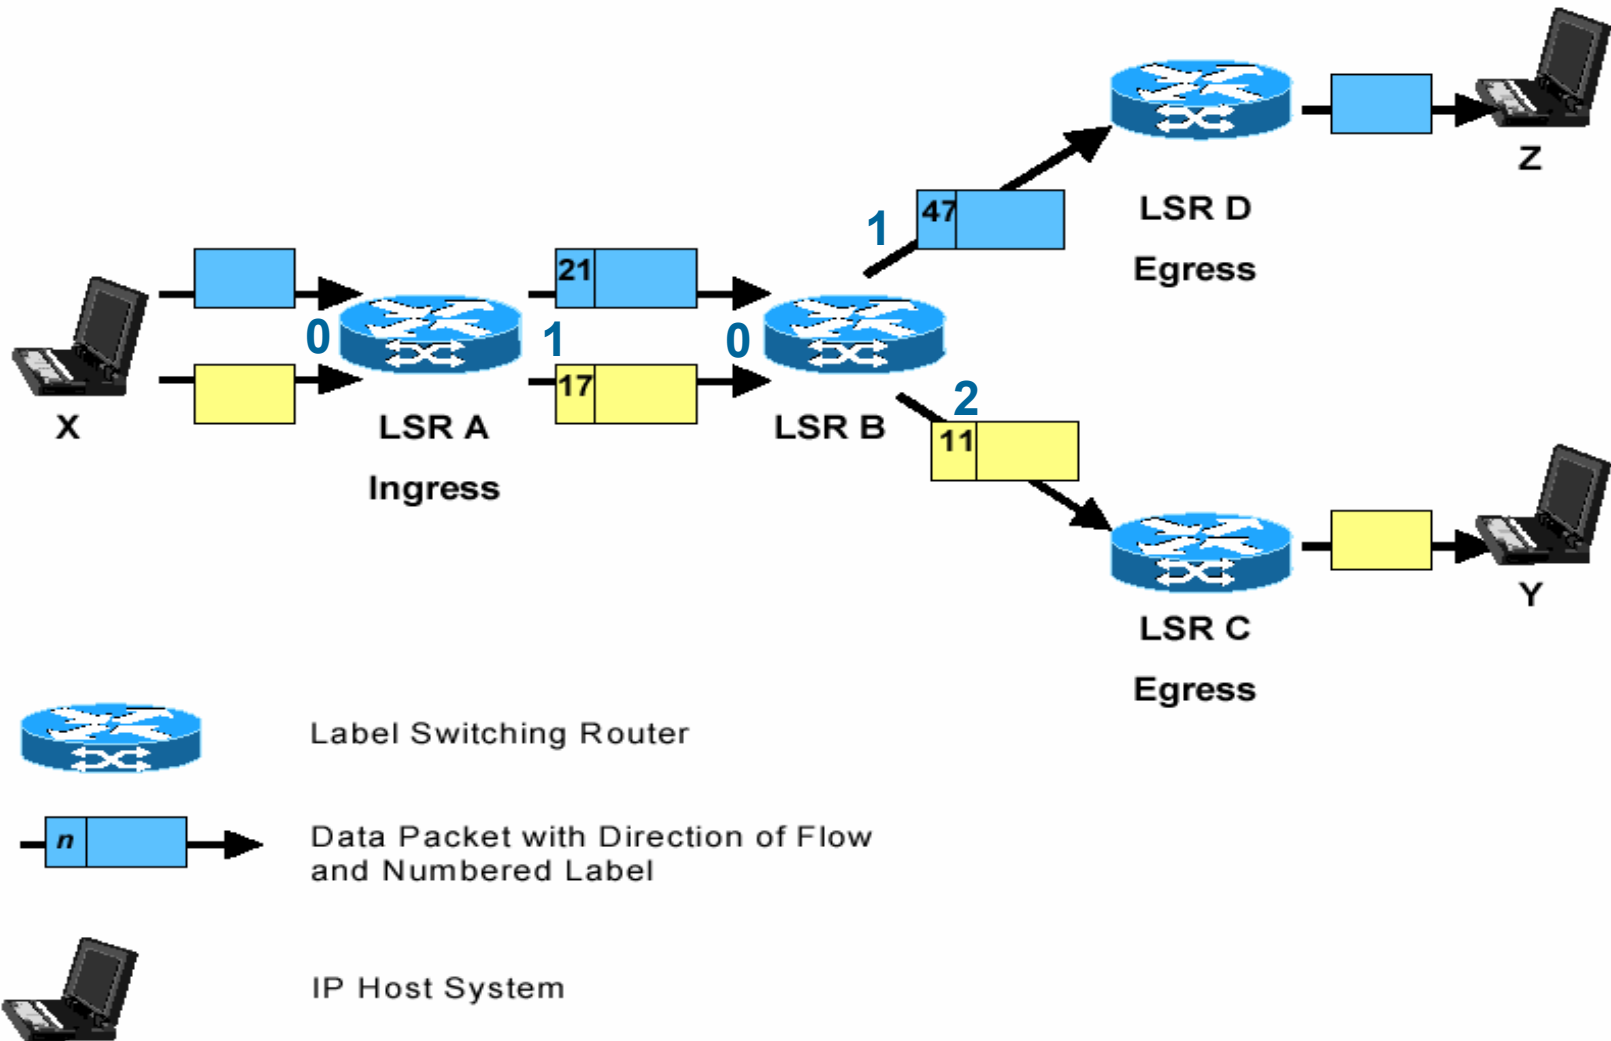 Z
LSR D
Egress
47
1
21
0
1
0
17
X
LSR A
Ingress
LSR B
2
11
LSR C
Egress
Y
Label Switching Router
n
Data Packet with Direction of Flow
and Numbered Label
IP Host System